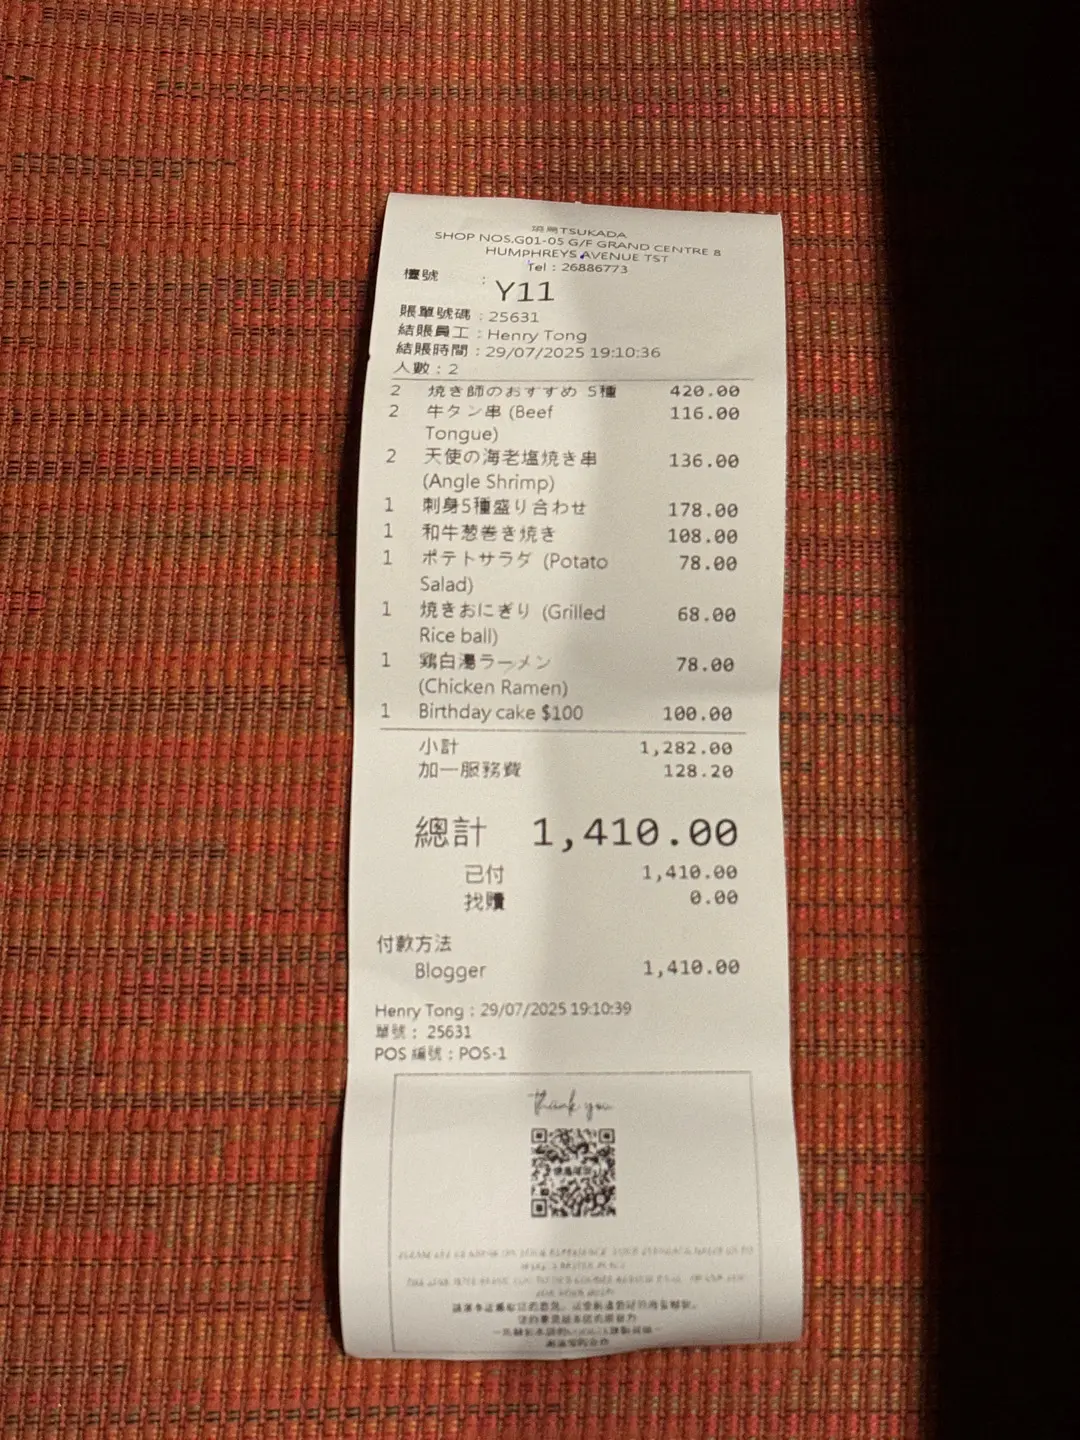 TSUKADA
SHOP NOS.G01-05 G/F GRAND CENTRE 8
HUMPHREYS AVENUE TST
Tel : 26886773
檯號 : Y11
賬單號碼 : 25631
結賬員工 : Henry Tong
結賬時間 : 29/07/2025 19:10:36
人數 : 2
2 焼き師のおすすめ 5種 420.00
2 牛タン串 (Beef 116.00
Tongue)
2 天使の海老塩焼き串 136.00
(Angle Shrimp)
1 刺身5種盛り合わせ 178.00
1 和牛葱巻き焼き 108.00
1 ポテトサラダ (Potato 78.00
Salad)
1 焼きおにぎり (Grilled 68.00
Rice ball)
1 鶏白湯ラーメン 78.00
(Chicken Ramen)
1 Birthday cake $100 100.00
小計 1,282.00
加一服務費 128.20
總計 1,410.00
已付 1,410.00
找贖 0.00
付款方法
Blogger 1,410.00
Henry Tong : 29/07/2025 19:10:39
單號 : 25631
POS 編號 : POS-1
Thank you